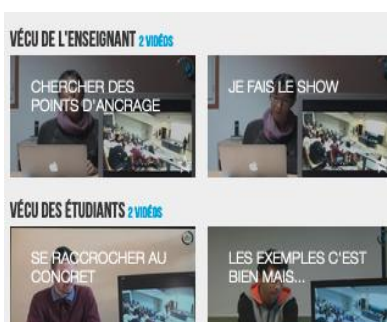 VÉCU DE L'ENSEIGNANT 2 VIDÉOS
CHERCHER DES
POINTS D'ANCRAGE
JE FAIS LE SHOW
VÉCU DES ÉTUDIANTS 2 VIDÉOS
SE RACCROCHER AU
CONCRET
LES EXEMPLES C'EST
BIEN MAIS...